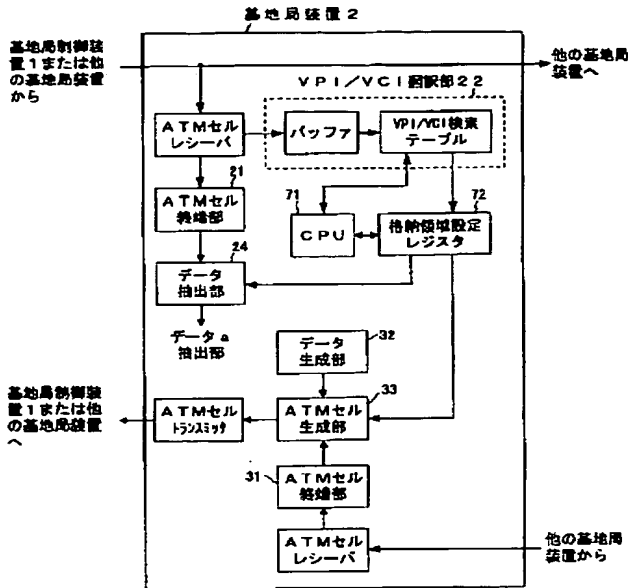 基地局装置2
基地局制御装
置1または他
の基地局装置
から
他の基地局
装置へ
VPI/VCI翻訳部22
ATMセル
レシーバ
バッファ
VPI/VCI検索
テーブル
21
ATMセル
終端部
71
CPU
72
格納領域設定
レジスタ
24
データ
抽出部
データa
抽出部
32
データ
生成部
基地局制御装
置1または他
の基地局装置
へ
ATMセル
トランスミッタ
33
ATMセル
生成部
31
ATMセル
終端部
ATMセル
レシーバ
他の基地局
装置から